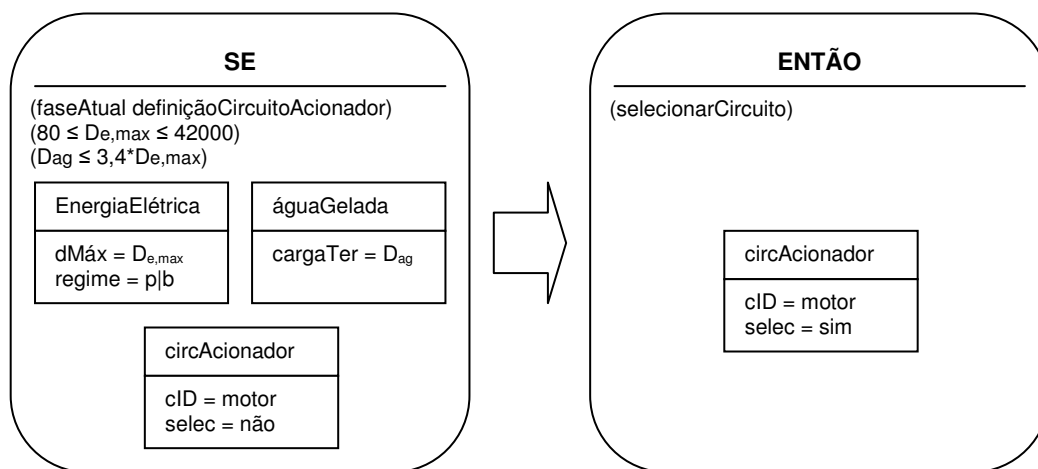 SE
(faseAtual definiçãoCircuitoAcionador)
(80 ≤ De,max ≤ 42000)
(Dag ≤ 3,4*De,max)
EnergiaElétrica
dMáx = De,max
regime = p|b
águaGelada
cargaTer = Dag
circAcionador
cID = motor
selec = não
ENTÃO
(selecionarCircuito)
circAcionador
cID = motor
selec = sim